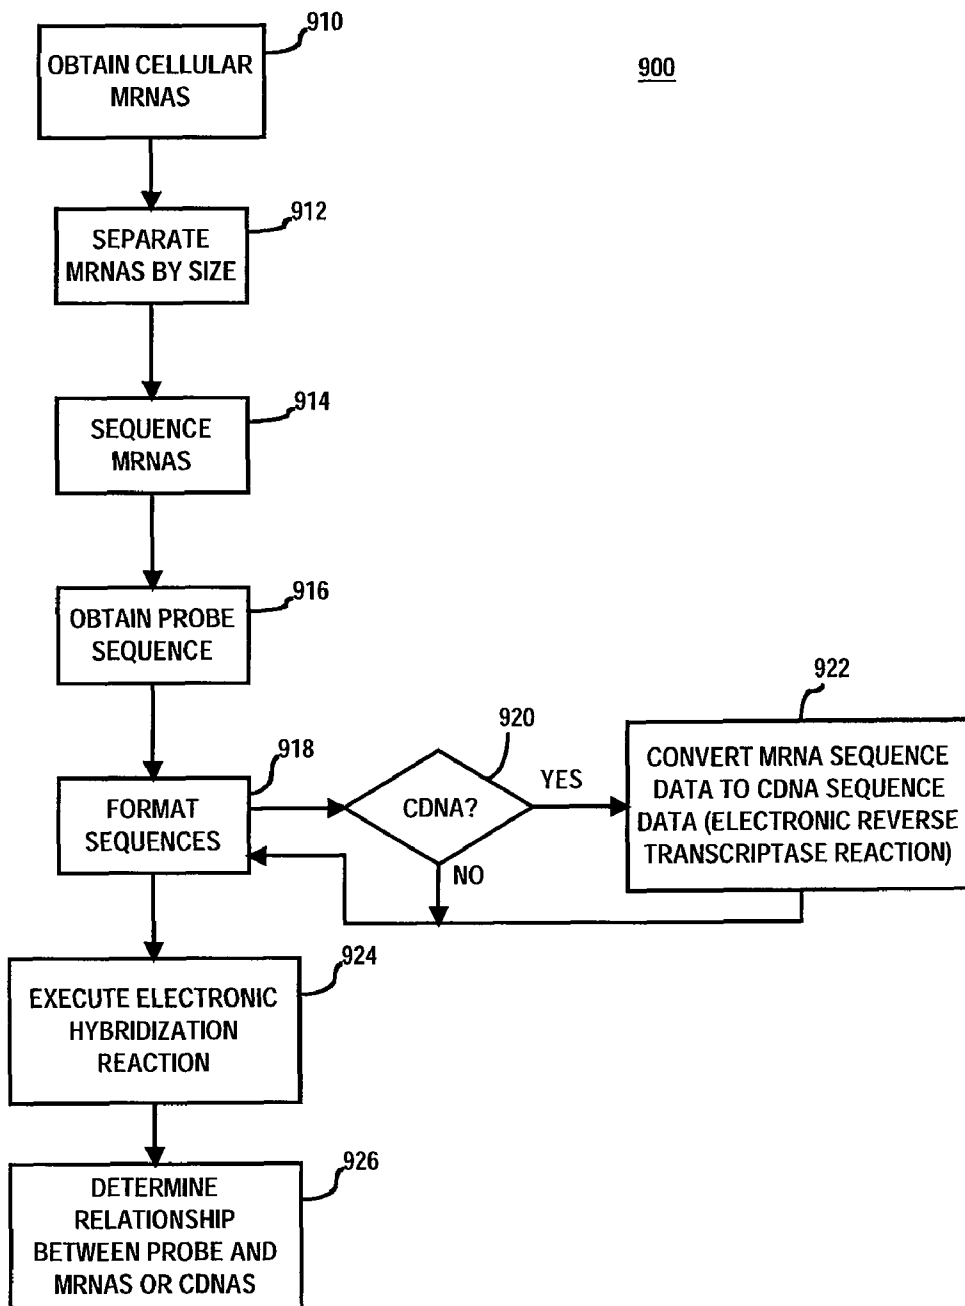 910
OBTAIN CELLULAR
MRNAS
900
912
SEPARATE
MRNAS BY SIZE
914
SEQUENCE
MRNAS
916
OBTAIN PROBE
SEQUENCE
918
FORMAT
SEQUENCES
920
CDNA?
YES
NO
922
CONVERT MRNA SEQUENCE
DATA TO CDNA SEQUENCE
DATA (ELECTRONIC REVERSE
TRANSCRIPTASE REACTION)
924
EXECUTE ELECTRONIC
HYBRIDIZATION
REACTION
926
DETERMINE
RELATIONSHIP
BETWEEN PROBE AND
MRNAS OR CDNAS